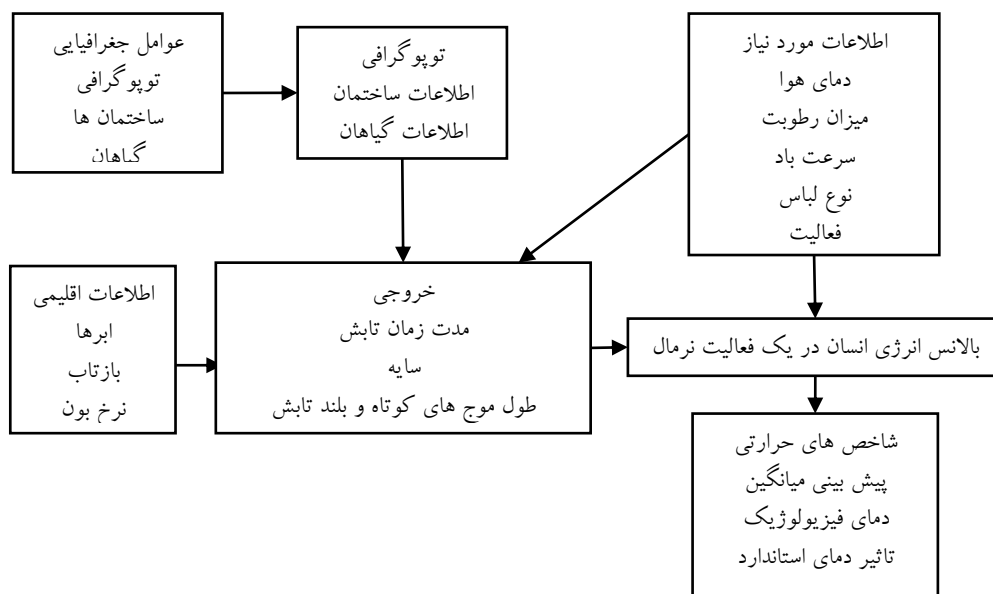 عوامل جغرافیایی
توپوگرافی
ساختمان ها
گیاهان
توپوگرافی
اطلاعات ساختمان
اطلاعات گیاهان
اطلاعات مورد نیاز
دمای هوا
میزان رطوبت
سرعت باد
نوع لباس
فعالیت
اطلاعات اقلیمی
ابرها
بازتاب
نرخ بون
خروجی
مدت زمان تابش
سایه
طول موج های کوتاه و بلند تابش
بالانس انرژی انسان در یک فعالیت نرمال
شاخص های حرارتی
پیش بینی میانگین
دمای فیزیولوژیک
تاثیر دمای استاندارد